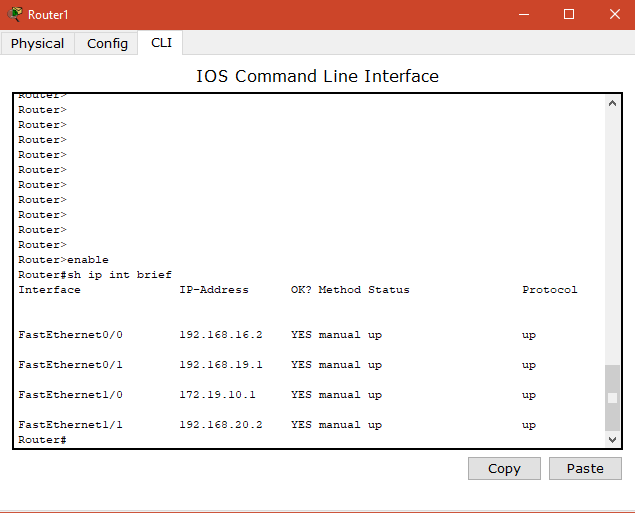 Router1
Physical Config CLI
IOS Command Line Interface
Router>
Router>
Router>
Router>
Router>
Router>
Router>
Router>
Router>
Router>
Router>
Router>enable
Router#sh ip int brief
Interface IP-Address OK? Method Status Protocol
FastEthernet0/0 192.168.16.2 YES manual up up
FastEthernet0/1 192.168.19.1 YES manual up up
FastEthernet1/0 172.19.10.1 YES manual up up
FastEthernet1/1 192.168.20.2 YES manual up up
Router#
Copy Paste